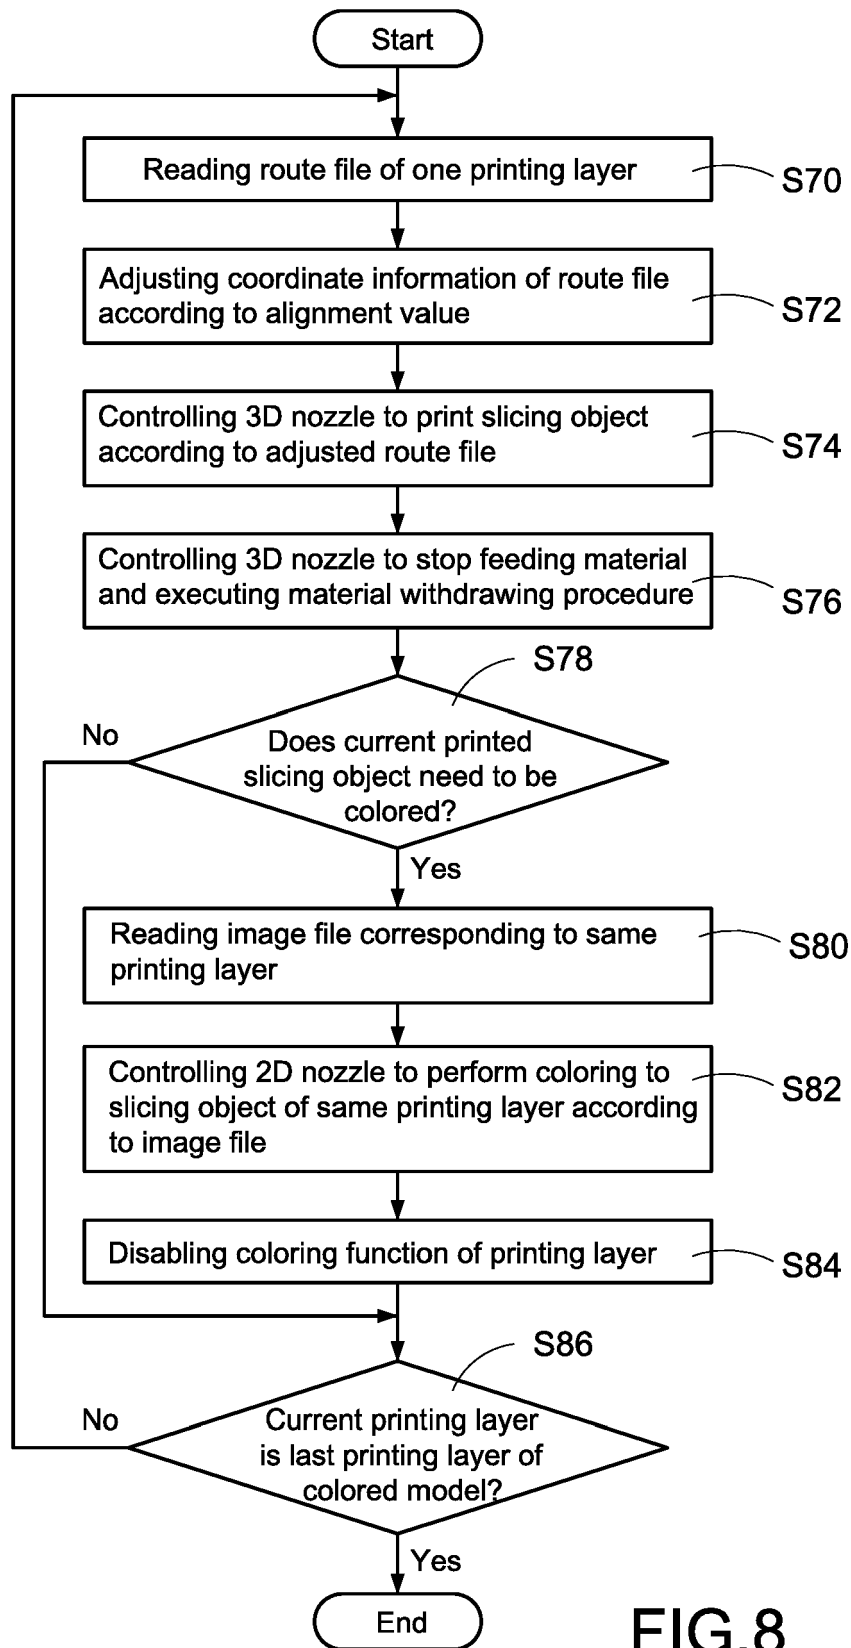 Start
Reading route file of one printing layer
S70
Adjusting coordinate information of route file
according to alignment value
S72
Controlling 3D nozzle to print slicing object
according to adjusted route file
S74
Controlling 3D nozzle to stop feeding material
and executing material withdrawing procedure
S76
S78
No
Does current printed
slicing object need to be
colored?
Yes
Reading image file corresponding to same
printing layer
S80
Controlling 2D nozzle to perform coloring to
slicing object of same printing layer according
to image file
S82
Disabling coloring function of printing layer
S84
S86
No
Current printing layer
is last printing layer of
colored model?
Yes
End
FIG.8